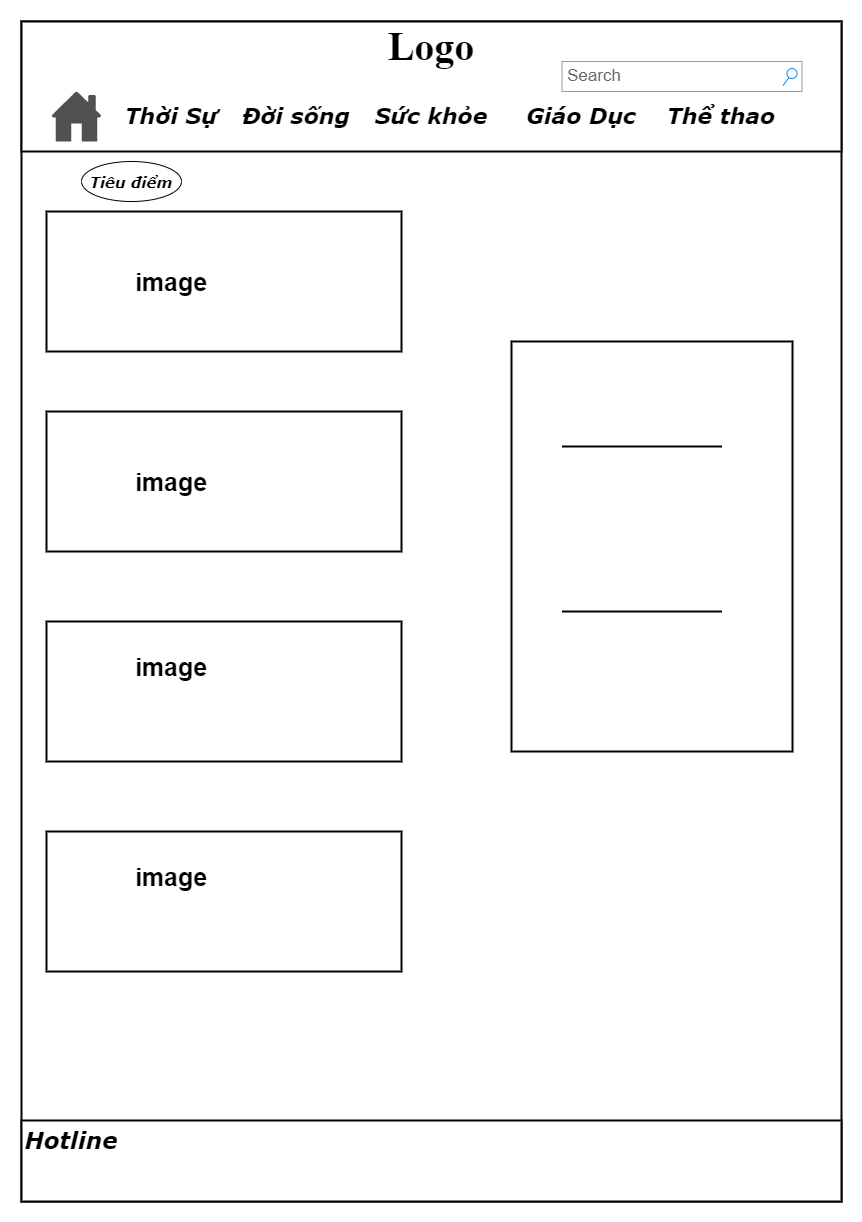 Logo
Search
Thời Sự Đời sống Sức khỏe Giáo Dục Thể thao
Tiêu điểm
image
image
image
image
Hotline